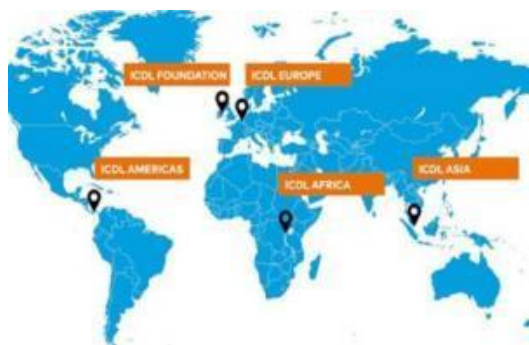 ICDL FOUNDATION
ICDL EUROPE
ICDL AMERICAS
ICDL AFRICA
ICDL ASIA